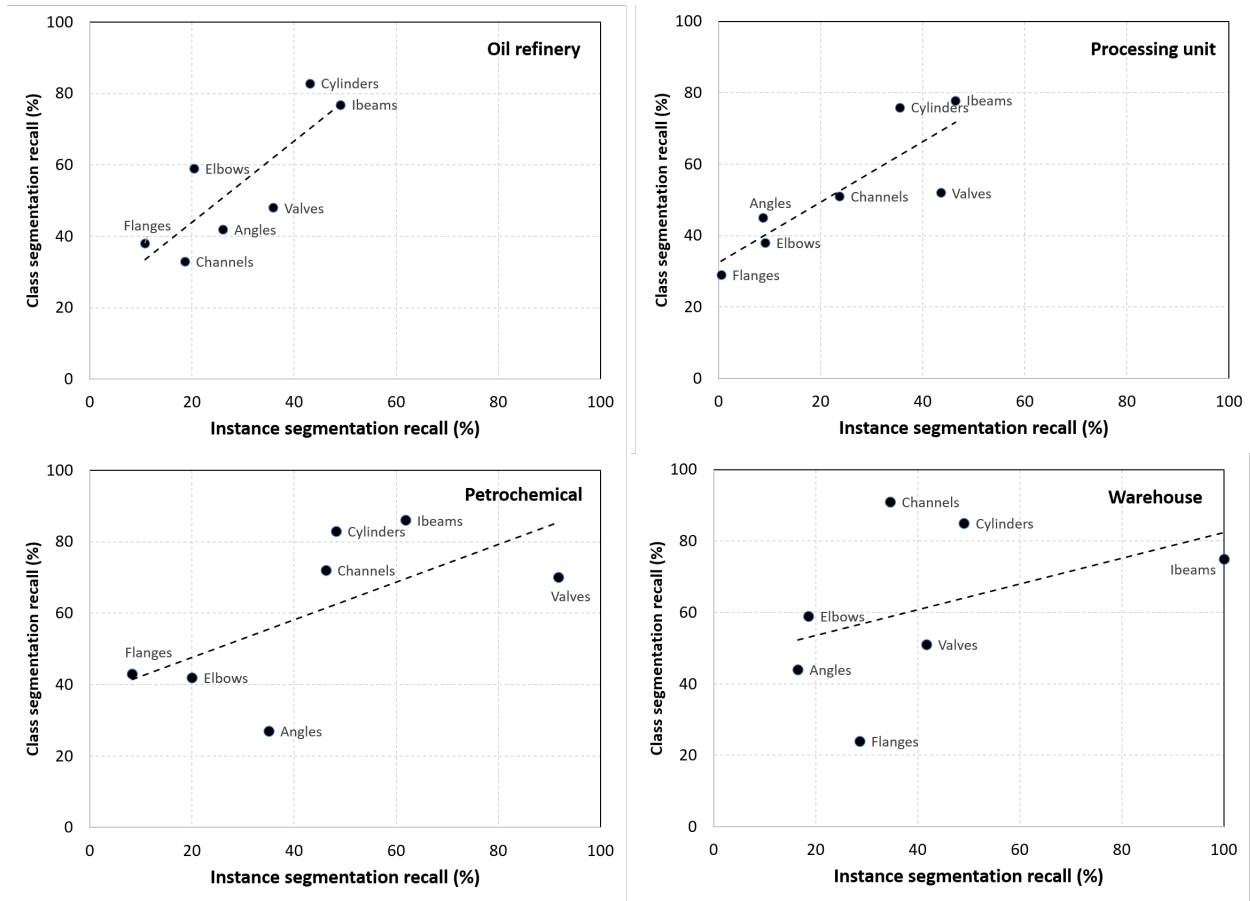 Oil refinery
Class segmentation recall (%)
100
80
60
40
20
0
Cylinders
Ibeams
Elbows
Valves
Flanges
Angles
Channels
0 20 40 60 80 100
Instance segmentation recall (%)
Processing unit
Class segmentation recall (%)
100
80
60
40
20
0
Ibeams
Cylinders
Angles
Channels
Valves
Elbows
Flanges
0 20 40 60 80 100
Instance segmentation recall (%)
Petrochemical
Class segmentation recall (%)
100
80
60
40
20
0
Ibeams
Cylinders
Channels
Valves
Flanges
Elbows
Angles
0 20 40 60 80 100
Instance segmentation recall (%)
Warehouse
Class segmentation recall (%)
100
80
60
40
20
0
Channels
Cylinders
Ibeams
Elbows
Valves
Angles
Flanges
0 20 40 60 80 100
Instance segmentation recall (%)